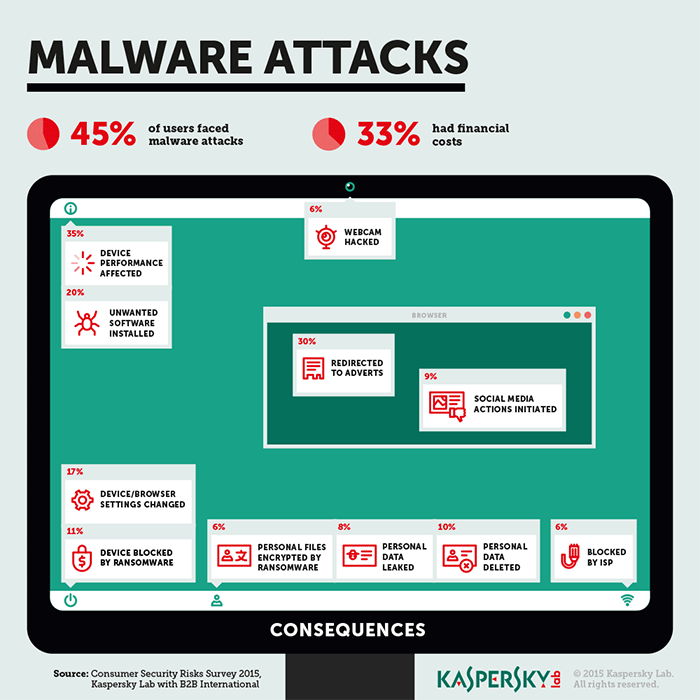 MALWARE ATTACKS
45%
of users faced
malware attacks
33%
had financial
costs
35%
DEVICE
PERFORMANCE
AFFECTED
20%
UNWANTED
SOFTWARE
INSTALLED
6%
WEBCAM
HACKED
BROWSER
30%
REDIRECTED
TO ADVERTS
9%
SOCIAL MEDIA
ACTIONS INITIATED
17%
DEVICE/BROWSER
SETTINGS CHANGED
11%
DEVICE BLOCKED
BY RANSOMWARE
6%
PERSONAL FILES
ENCRYPTED BY
RANSOMWARE
8%
PERSONAL
DATA
LEAKED
10%
PERSONAL
DATA
DELETED
6%
BLOCKED
BY ISP
CONSEQUENCES
Source: Consumer Security Risks Survey 2015,
Kaspersky Lab with B2B International
KASPERSKY lab
© 2015 Kaspersky Lab.
All rights reserved.